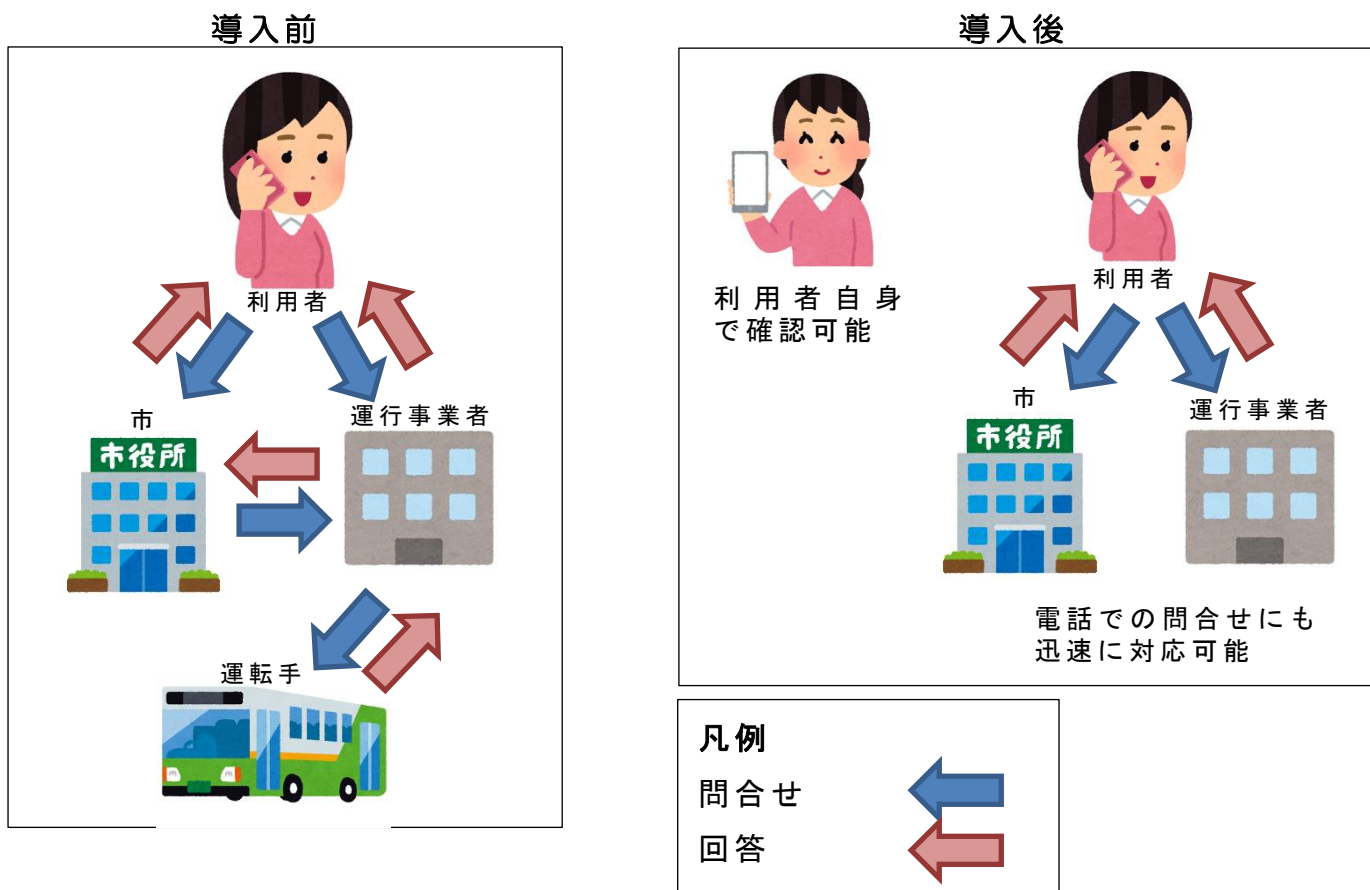 導入前
利用者
市
運行事業者
市役所
運転手
導入後
利用者自身
で確認可能
利用者
市
運行事業者
市役所
電話での問合せにも
迅速に対応可能
凡例
問合せ
回答